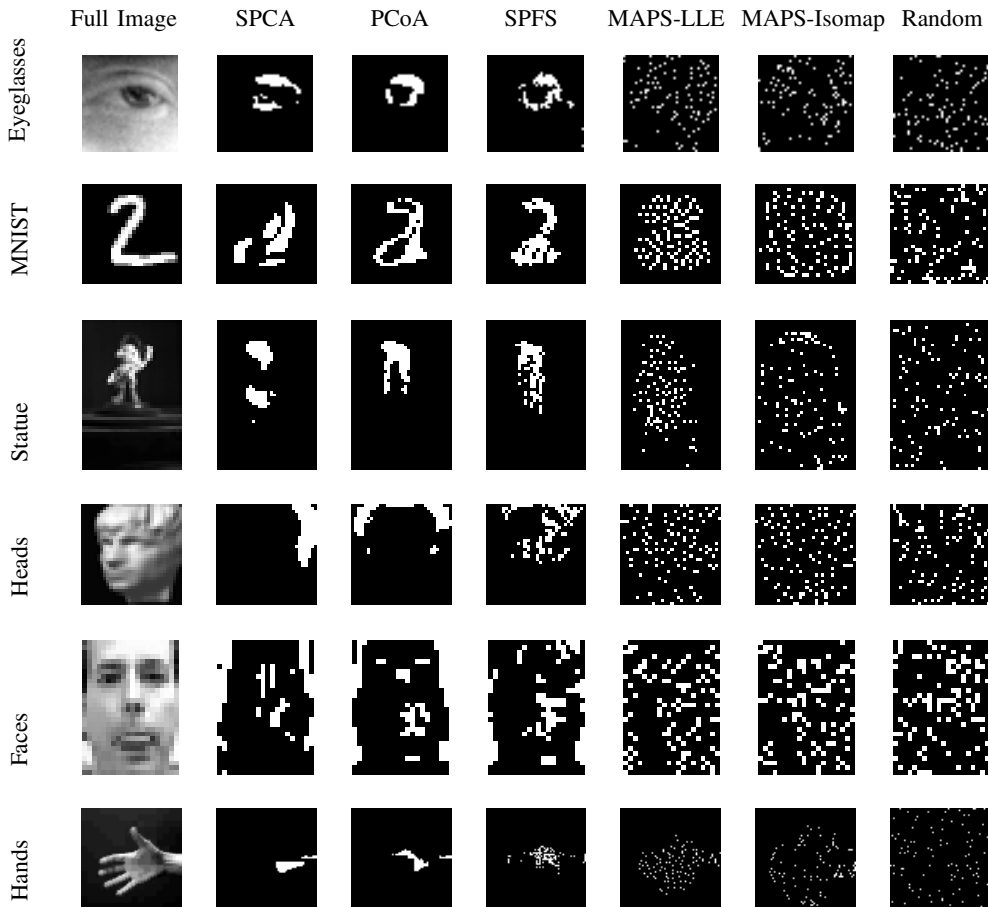 Full Image SPCA PCoA SPFS MAPS-LLE MAPS-Isomap Random
Eyeglasses
MNIST
Statue
Heads
Faces
Hands